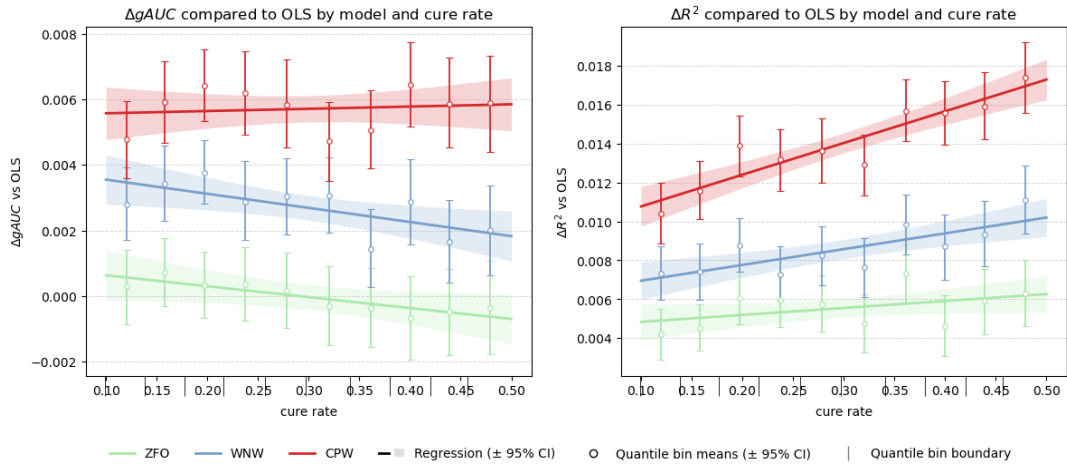 ΔgAUC compared to OLS by model and cure rate
0.008
0.006
0.004
0.002
0.000
−0.002
ΔgAUC vs OLS
0.10 0.15 0.20 0.25 0.30 0.35 0.40 0.45 0.50
cure rate
ΔR² compared to OLS by model and cure rate
0.018
0.016
0.014
0.012
0.010
0.008
0.006
0.004
ΔR² vs OLS
0.10 0.15 0.20 0.25 0.30 0.35 0.40 0.45 0.50
cure rate
ZFO WNW CPW Regression (± 95% CI) Quantile bin means (± 95% CI) Quantile bin boundary